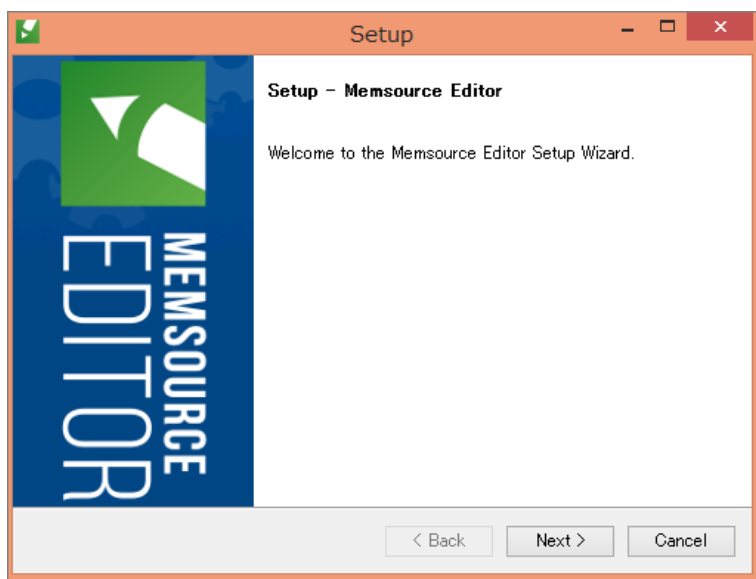 Setup
Setup - Memsource Editor
Welcome to the Memsource Editor Setup Wizard.
MEMSOURCE
EDITOR
< Back
Next >
Cancel